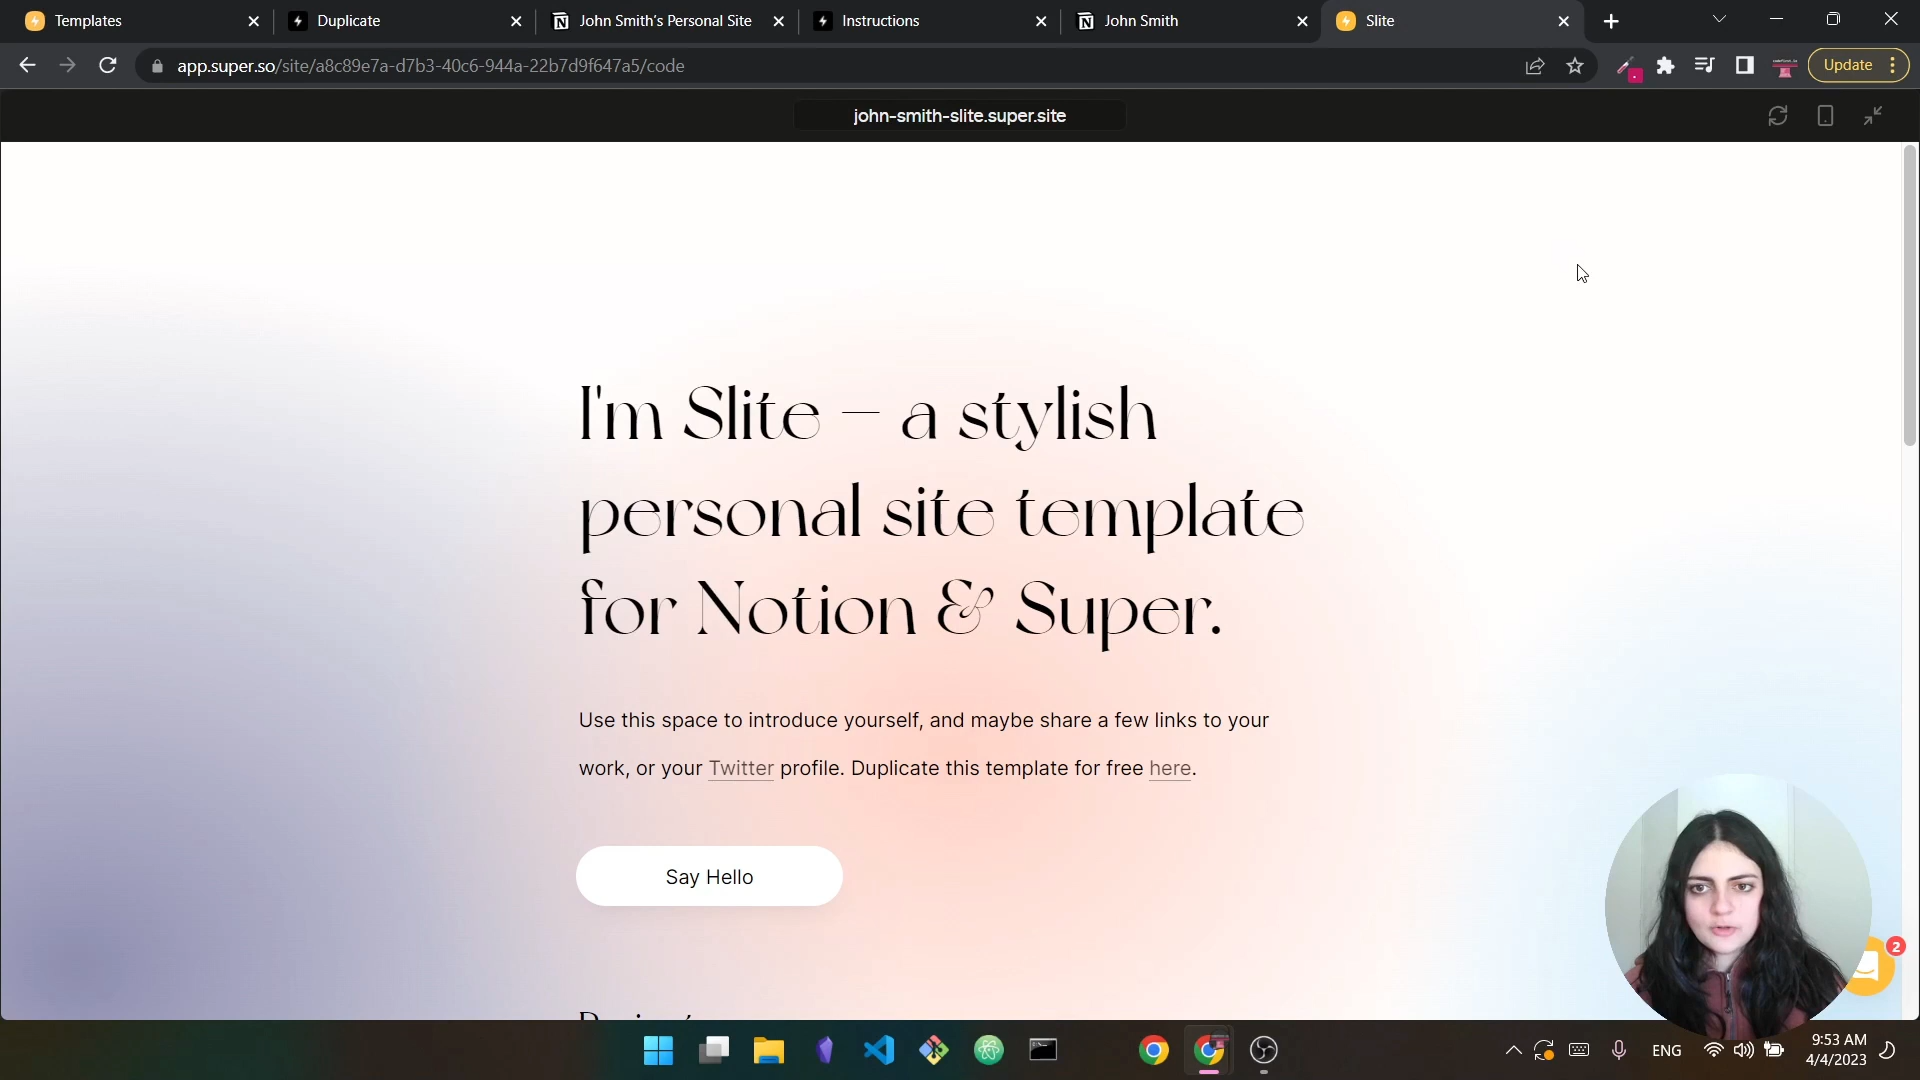 Templates
Duplicate
John Smith's Personal Site
Instructions
John Smith
Slite
app.super.so/site/a8c89e7a-d7b3-40c6-944a-22b7d9f647a5/code
Update
john-smith-slite.super.site
I'm Slite – a stylish
personal site template
for Notion & Super.
Use this space to introduce yourself, and maybe share a few links to your
work, or your Twitter profile. Duplicate this template for free here.
Say Hello
2
ENG
9:53 AM
4/4/2023